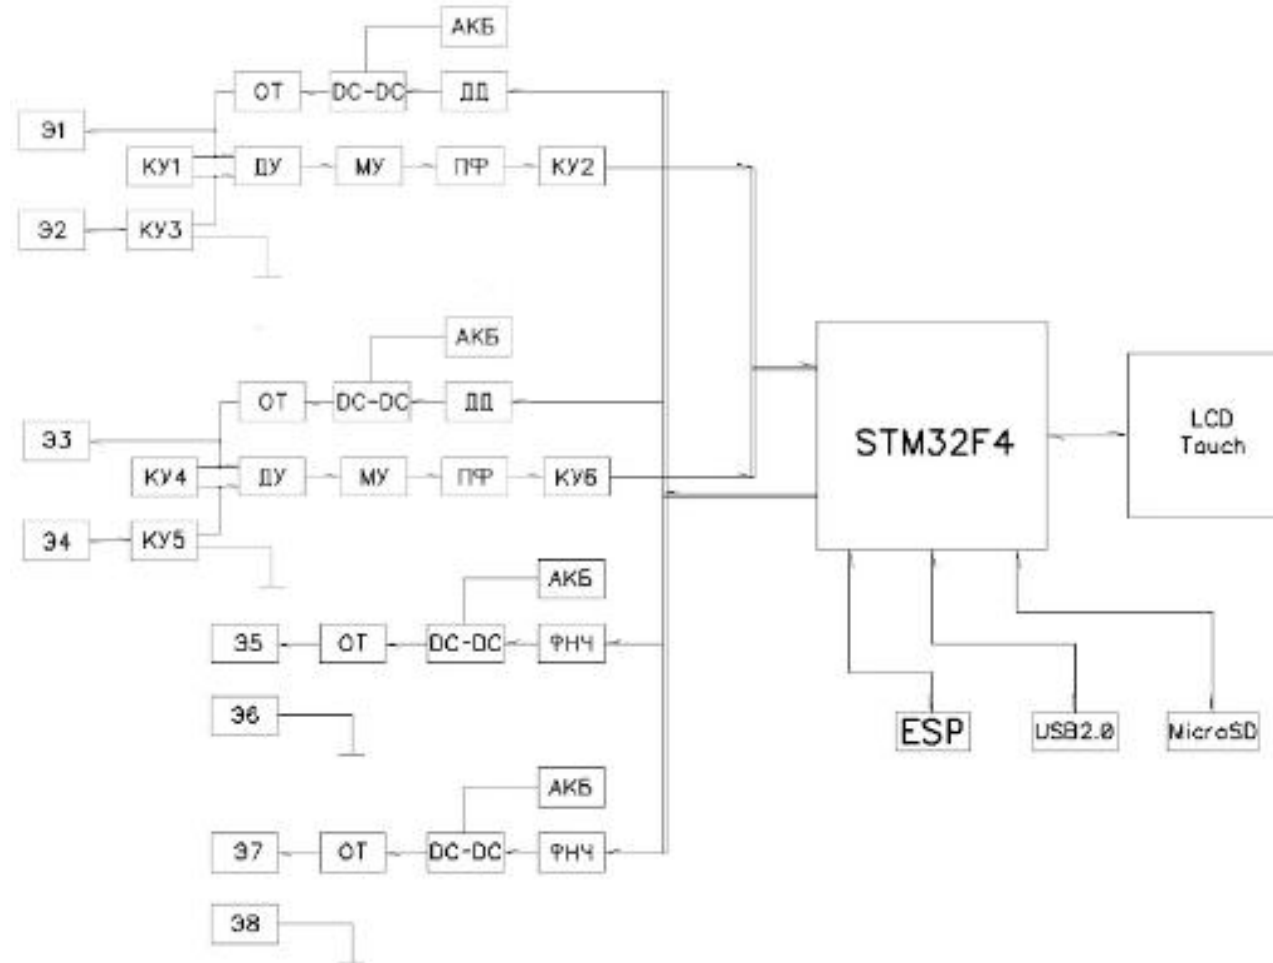 АКБ
ОТ DC-DC ДД
Э1
КУ1 ДУ МУ ПФ КУ2
Э2 КУ3
АКБ
ОТ DC-DC ДД
Э3
КУ4 ДУ МУ ПФ КУ6
Э4 КУ5
STM32F4
LCD
Tauch
АКБ
Э5 ОТ DC-DC ФНЧ
Э6
ESP USB2.0 MicroSD
АКБ
Э7 ОТ DC-DC ФНЧ
Э8